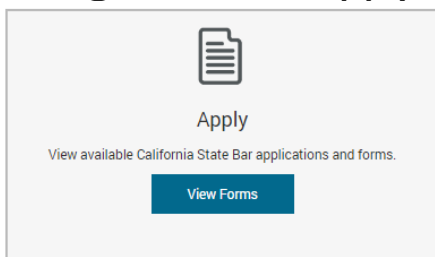 Apply
View available California State Bar applications and forms.
View Forms